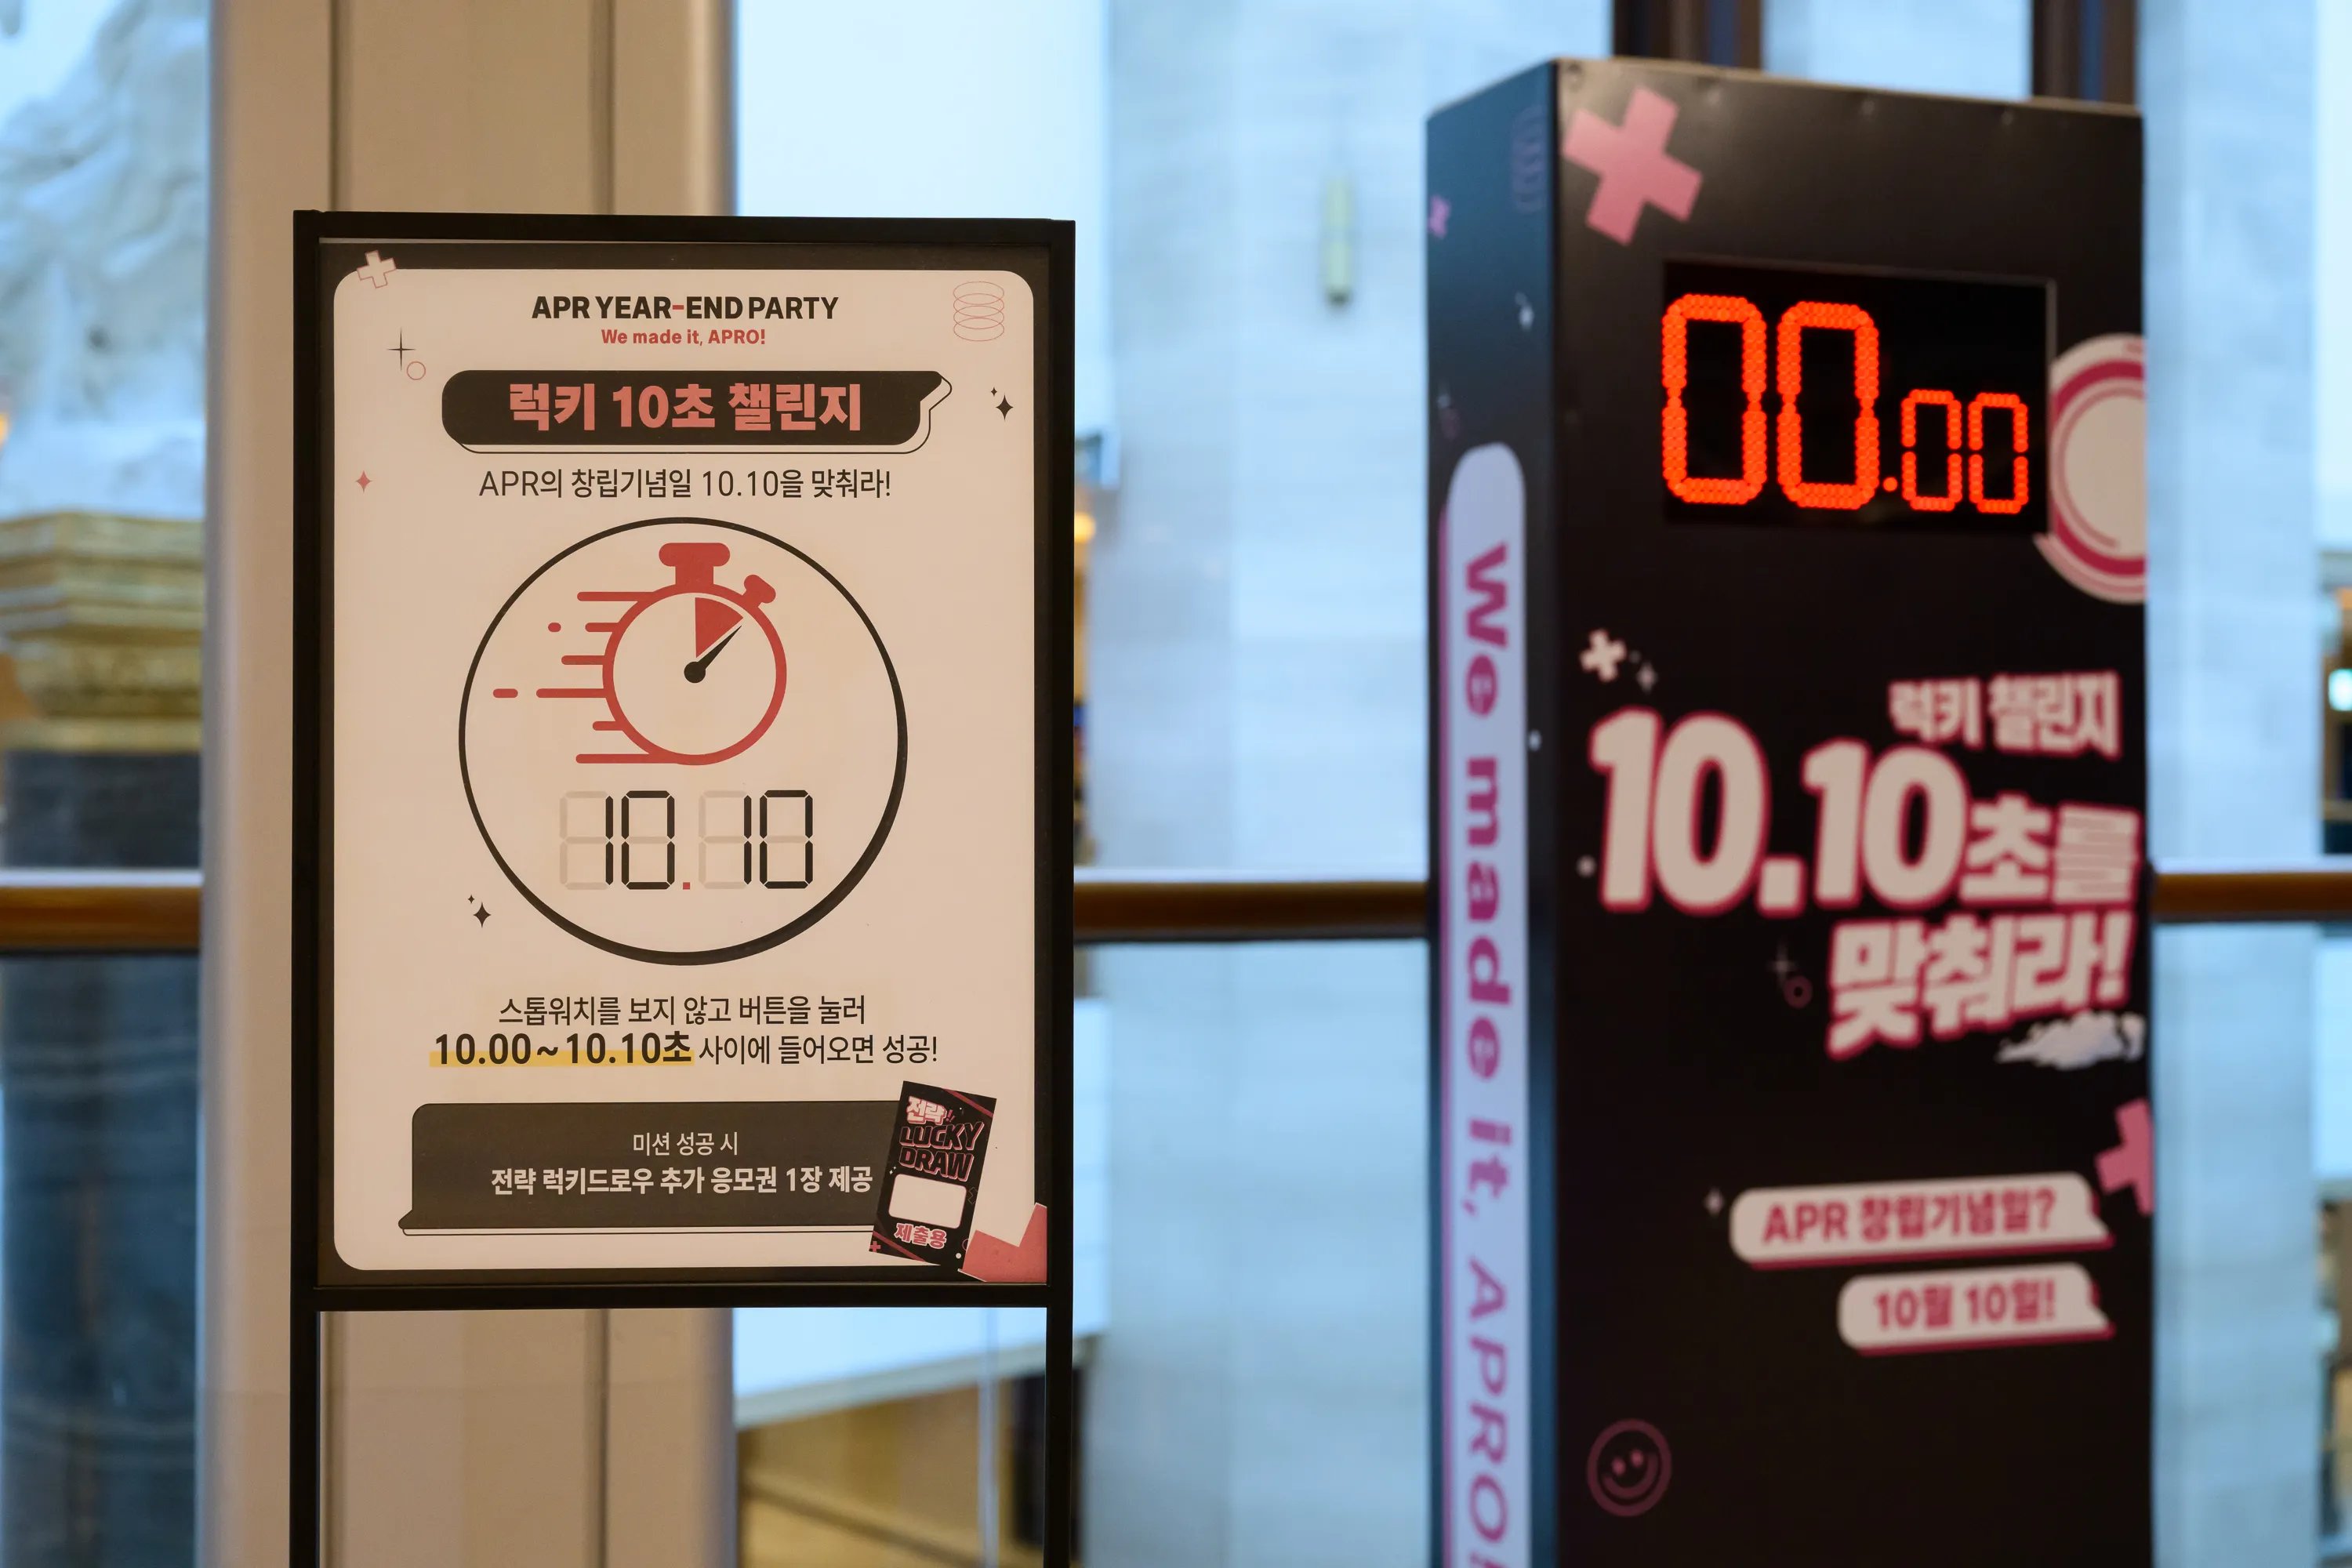 APR YEAR-END PARTY
We made it, APRO!
럭키 10초 챌린지
APR의 창립기념일 10.10을 맞춰라!
10.10
스톱워치를 보지 않고 버튼을 눌러
10.00~10.10초 사이에 들어오면 성공!
미션 성공 시
전략 럭키드로우 추가 응모권 1장 제공
전략!
LUCKY
DRAW
제출용
00.00
We made it, APRO!
럭키 챌린지
10.10초를
맞춰라!
APR 창립기념일?
10월 10일!